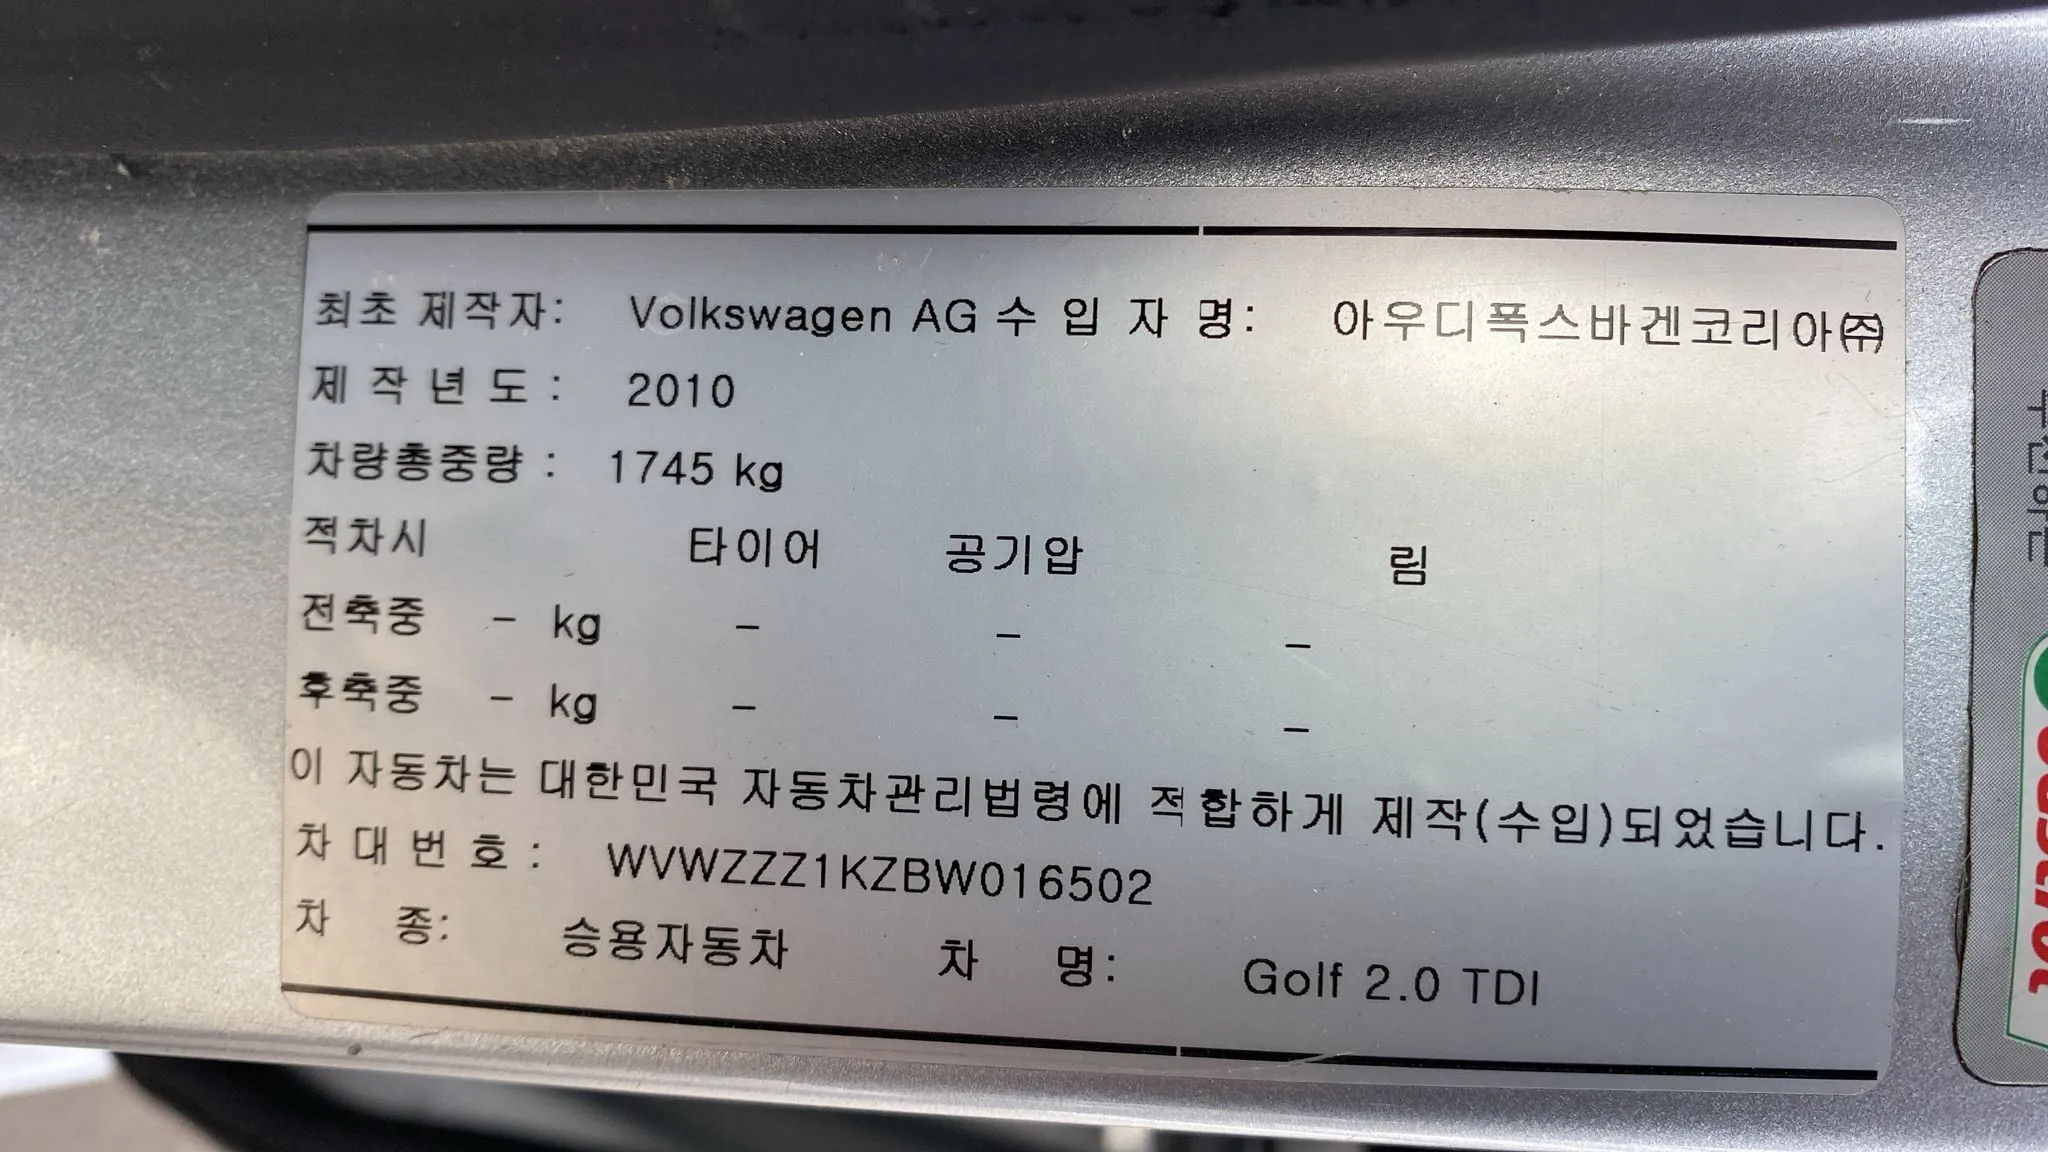 최초 제작자: Volkswagen AG 수 입 자 명: 아우디폭스바겐코리아㈜
제 작 년 도 : 2010
차량총중량 : 1745 kg
적차시 타이어 공기압 림
전축중 - kg - - -
후축중 - kg - - -
이 자동차는 대한민국 자동차관리법령에 적합하게 제작(수입)되었습니다.
차 대 번 호 : WVWZZZ1KZBW016502
차 종: 승용자동차 차 명: Golf 2.0 TDI